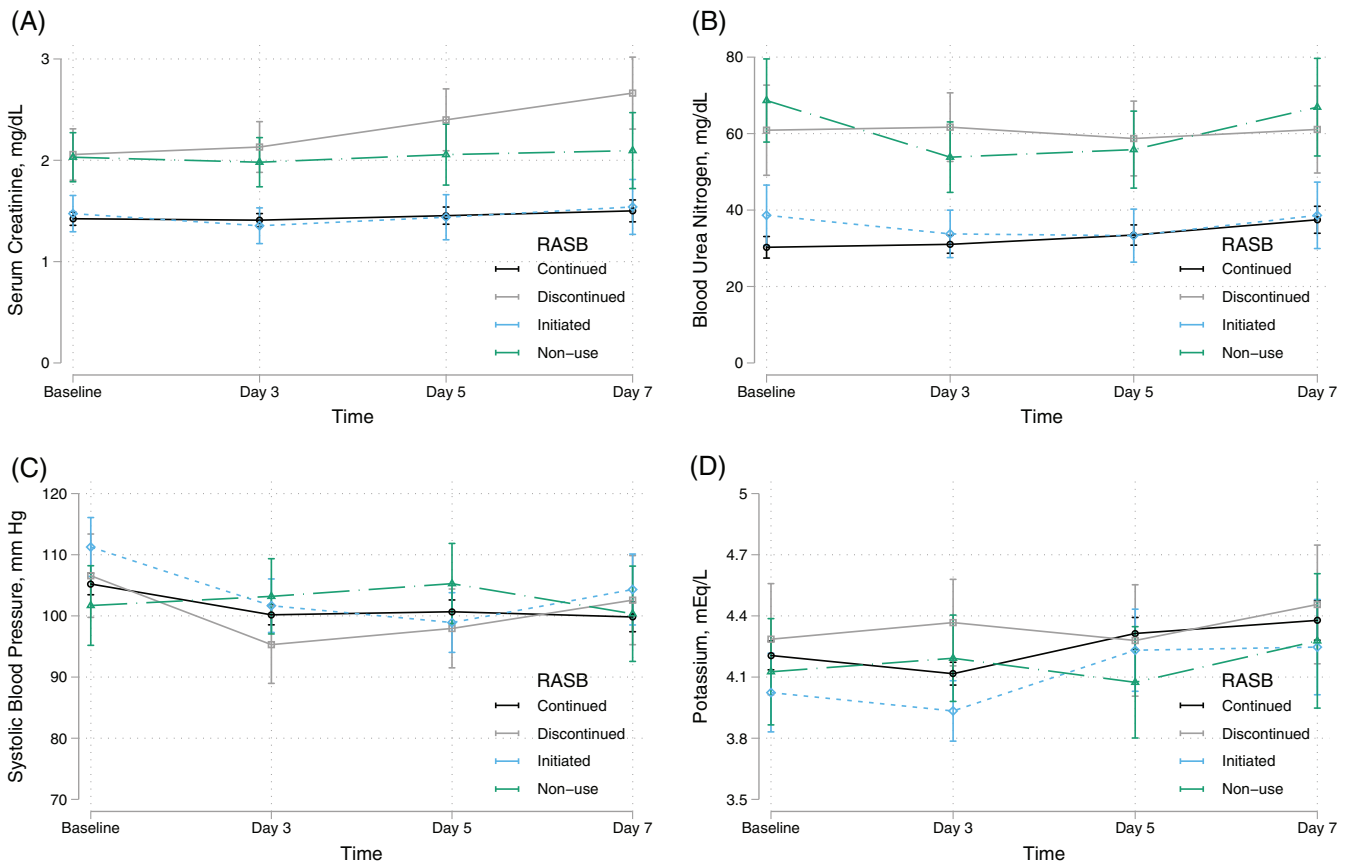 (A)
Serum Creatinine, mg/dL
3
2
1
0
RASB
Continued
Discontinued
Initiated
Non−use
Baseline
Day 3
Day 5
Day 7
Time
(B)
Blood Urea Nitrogen, mg/dL
80
60
40
20
0
RASB
Continued
Discontinued
Initiated
Non−use
Baseline
Day 3
Day 5
Day 7
Time
(C)
Systolic Blood Pressure, mm Hg
120
110
100
90
80
70
RASB
Continued
Discontinued
Initiated
Non−use
Baseline
Day 3
Day 5
Day 7
Time
(D)
Potassium, mEq/L
5
4.7
4.4
4.1
3.8
3.5
RASB
Continued
Discontinued
Initiated
Non−use
Baseline
Day 3
Day 5
Day 7
Time